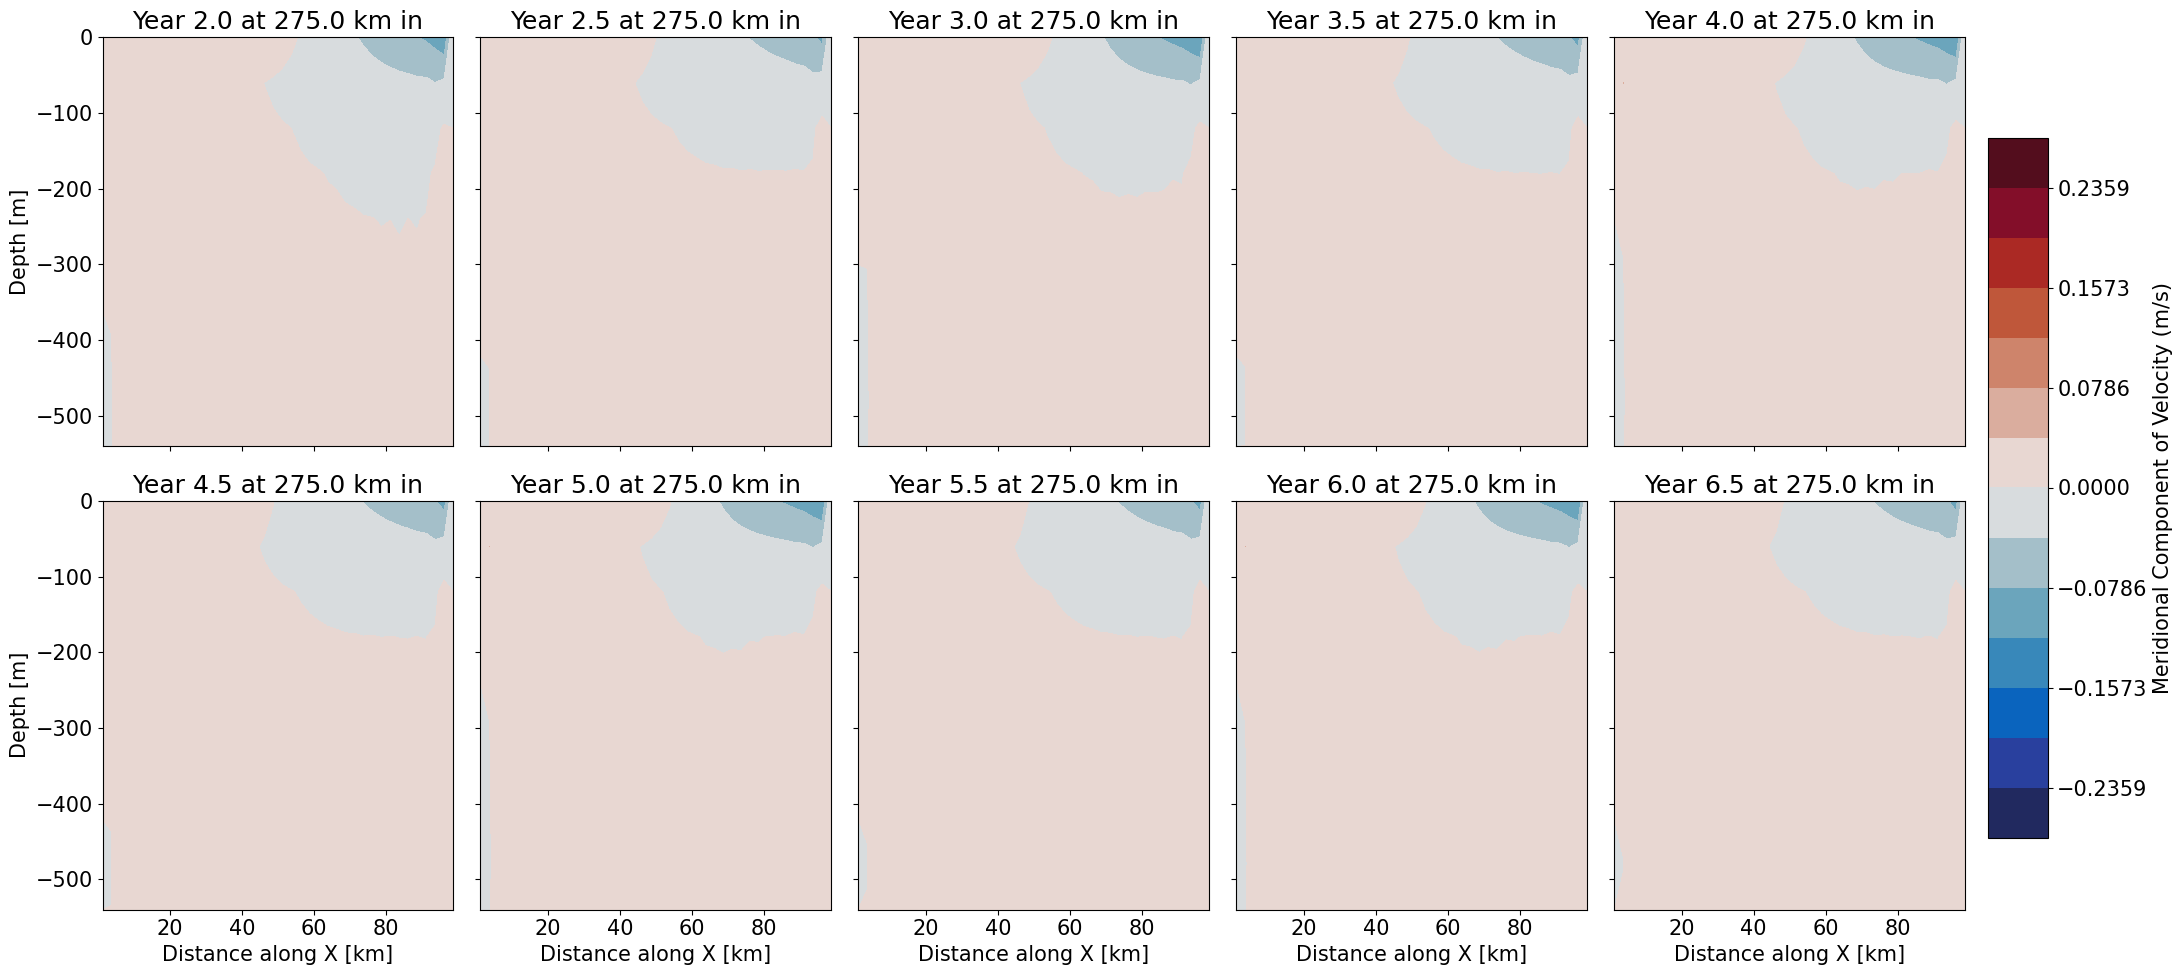 Year 2.0 at 275.0 km in
Year 2.5 at 275.0 km in
Year 3.0 at 275.0 km in
Year 3.5 at 275.0 km in
Year 4.0 at 275.0 km in
0
−100
−200
−300
−400
−500
Depth [m]
Year 4.5 at 275.0 km in
Year 5.0 at 275.0 km in
Year 5.5 at 275.0 km in
Year 6.0 at 275.0 km in
Year 6.5 at 275.0 km in
0
−100
−200
−300
−400
−500
Depth [m]
20 40 60 80
20 40 60 80
20 40 60 80
20 40 60 80
20 40 60 80
Distance along X [km]
Distance along X [km]
Distance along X [km]
Distance along X [km]
Distance along X [km]
0.2359
0.1573
0.0786
0.0000
−0.0786
−0.1573
−0.2359
Meridional Component of Velocity (m/s)